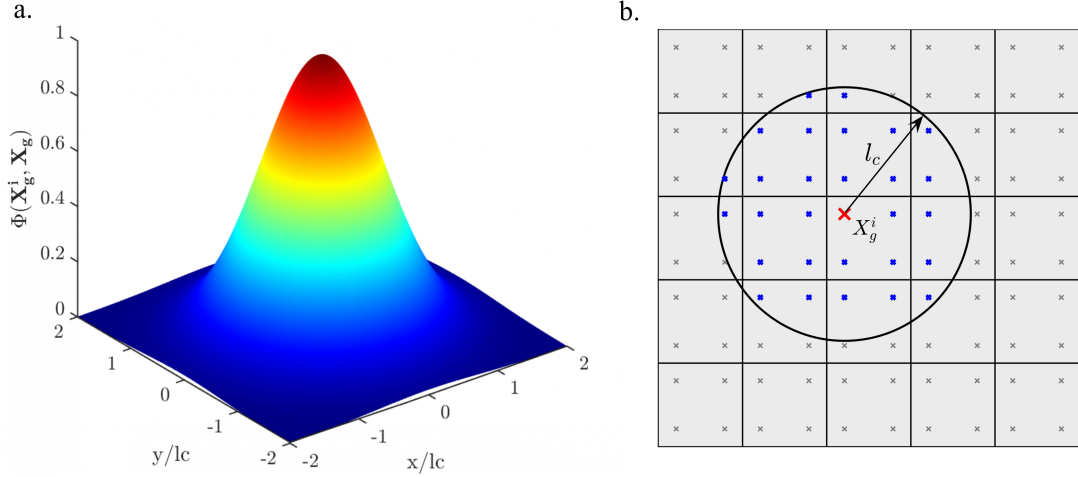 a.
1
0.8
0.6
0.4
0.2
0
Φ(X_g^i, X_g)
2
1
0
-1
-2
y/lc
-2
-1
0
1
2
x/lc
b.
l_c
X_g^i